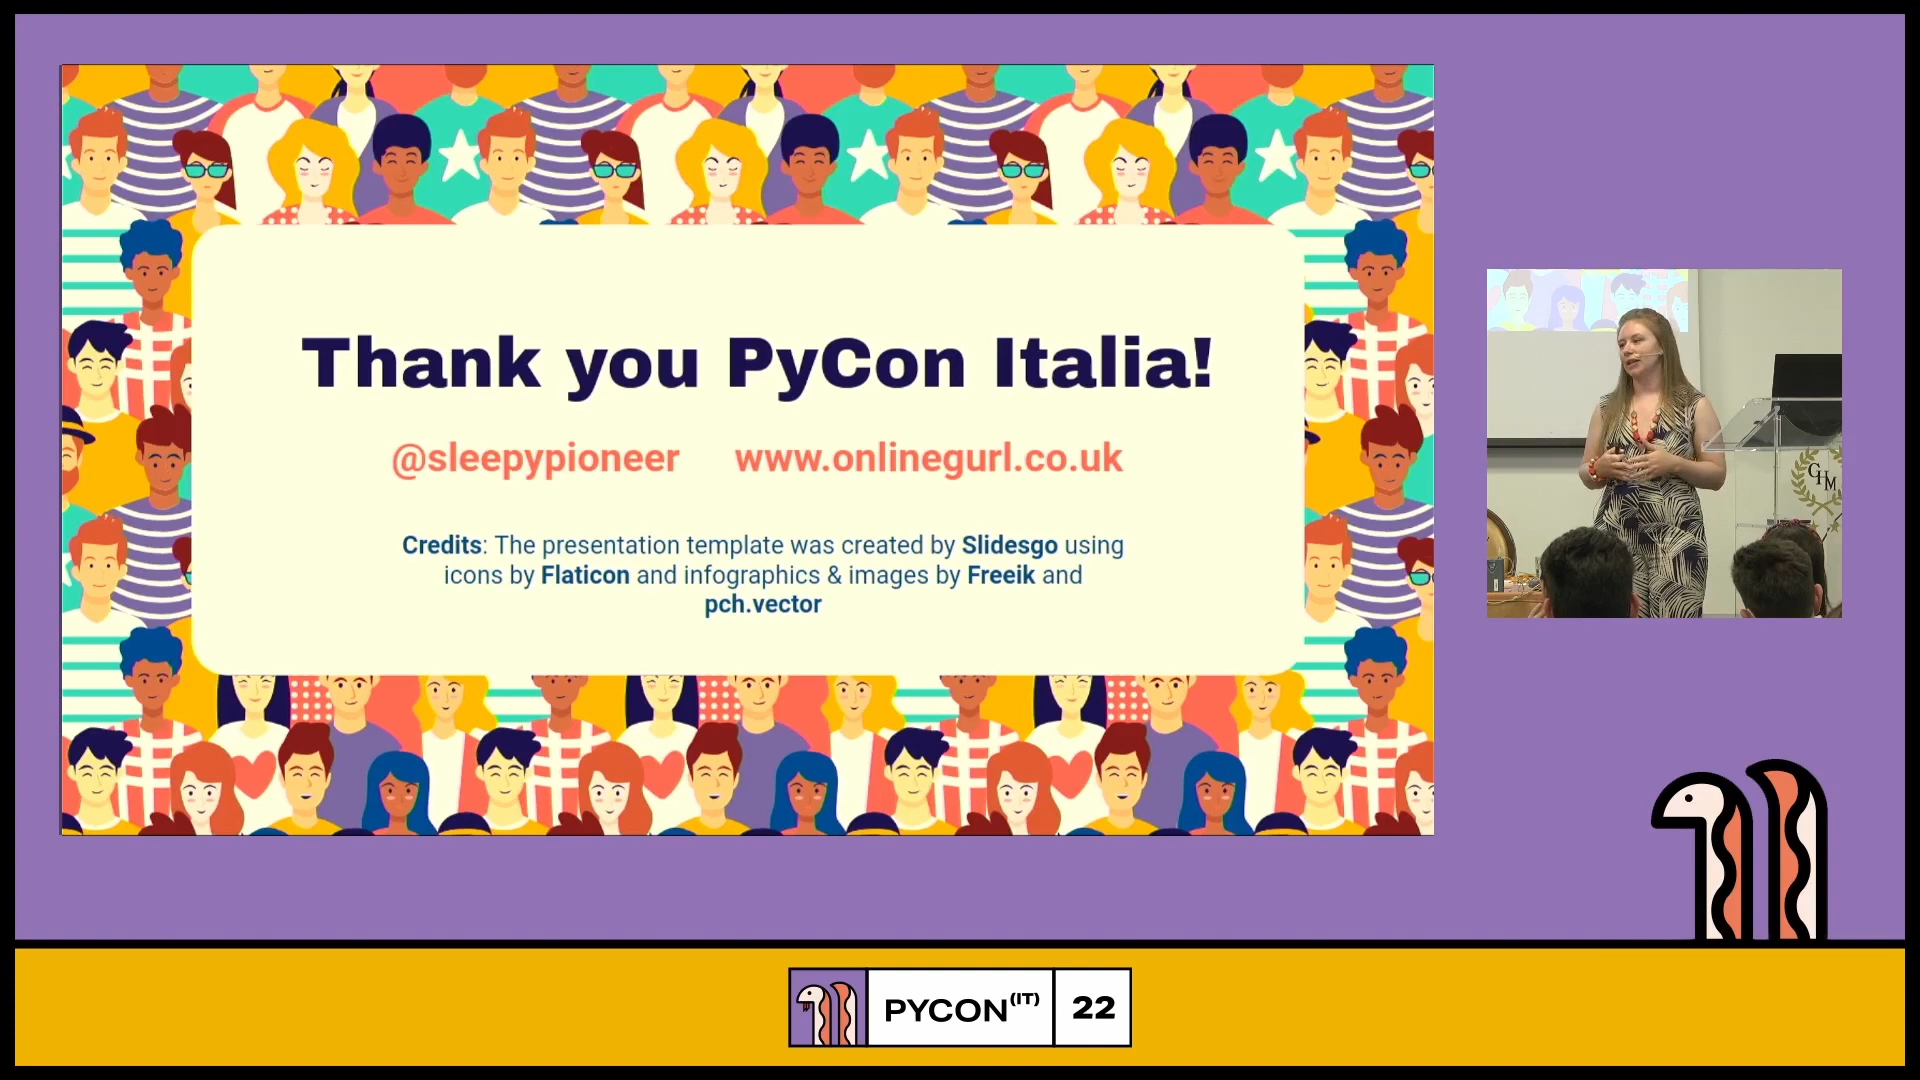 Thank you PyCon Italia!
@sleepypioneer www.onlinegurl.co.uk
Credits: The presentation template was created by Slidesgo using
icons by Flaticon and infographics & images by Freeik and
pch.vector
GHM
PYCON(IT) 22